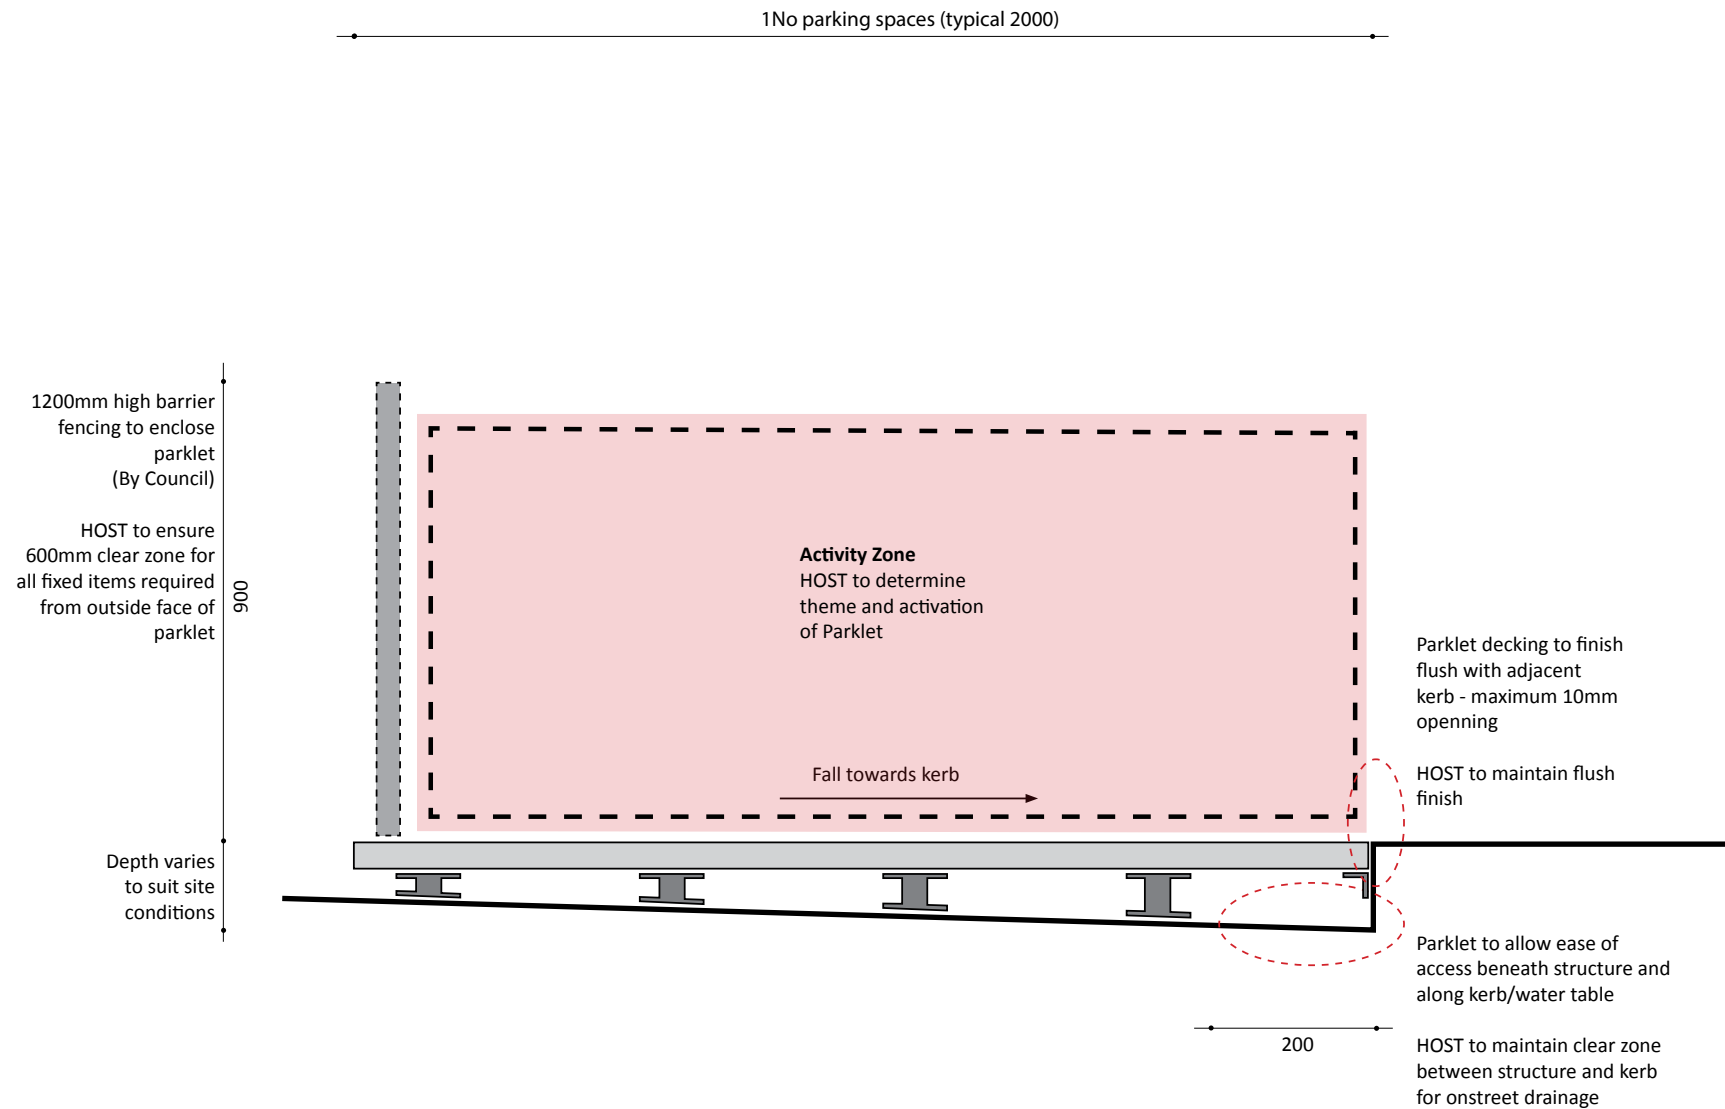 1No parking spaces (typical 2000)
1200mm high barrier
fencing to enclose
parklet
(By Council)
HOST to ensure
600mm clear zone for
all fixed items required
from outside face of
parklet
900
Activity Zone
HOST to determine
theme and activation
of Parklet
Fall towards kerb
Parklet decking to finish
flush with adjacent
kerb - maximum 10mm
openning
HOST to maintain flush
finish
Depth varies
to suit site
conditions
Parklet to allow ease of
access beneath structure and
along kerb/water table
200
HOST to maintain clear zone
between structure and kerb
for onstreet drainage